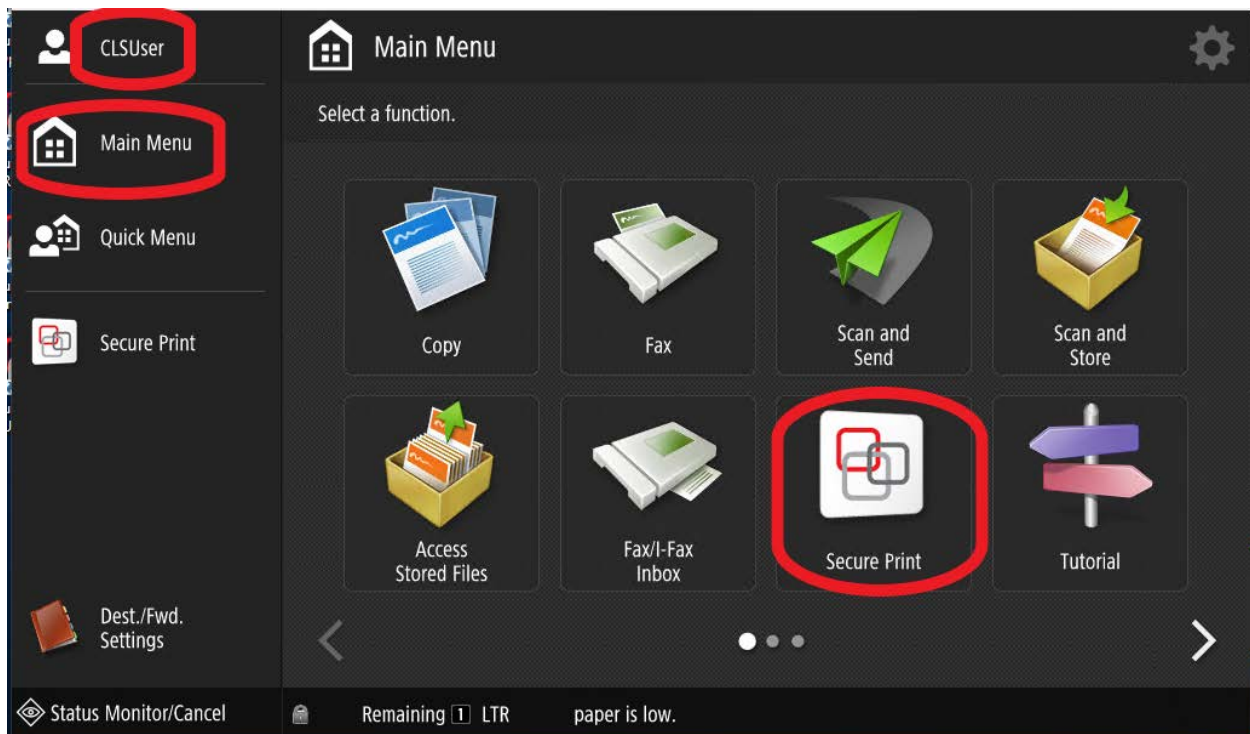 CLSUser
Main Menu
Quick Menu
Secure Print
Dest./Fwd.
Settings
Status Monitor/Cancel
Main Menu
Select a function.
Copy
Fax
Scan and
Send
Scan and
Store
Access
Stored Files
Fax/I-Fax
Inbox
Secure Print
Tutorial
Remaining 1 LTR paper is low.